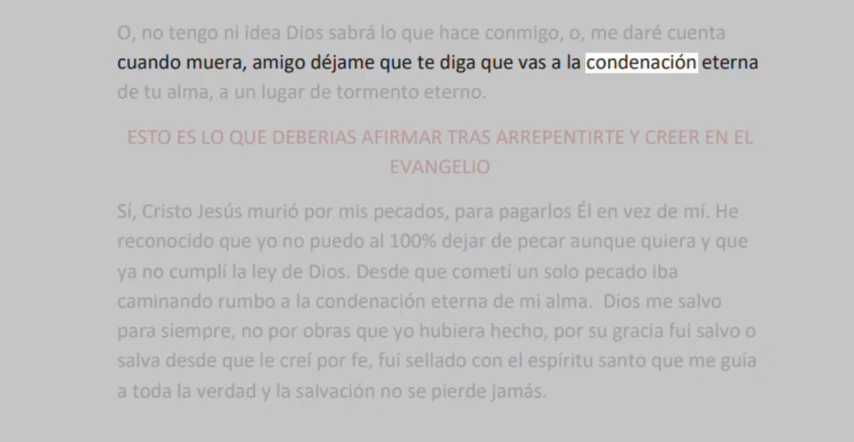 O, no tengo ni idea Dios sabrá lo que hace conmigo, o, me daré cuenta
cuando muera, amigo déjame que te diga que vas a la condenación eterna
de tu alma, a un lugar de tormento eterno.
ESTO ES LO QUE DEBERIAS AFIRMAR TRAS ARREPENTIRTE Y CREER EN EL
EVANGELIO
Sí, Cristo Jesús murió por mis pecados, para pagarlos Él en vez de mí. He
reconocido que yo no puedo al 100% dejar de pecar aunque quiera y que
ya no cumplí la ley de Dios. Desde que cometí un solo pecado iba
caminando rumbo a la condenación eterna de mi alma.  Dios me salvo
para siempre, no por obras que yo hubiera hecho, por su gracia fui salvo o
salva desde que le creí por fe, fui sellado con el espíritu santo que me guía
a toda la verdad y la salvación no se pierde jamás.